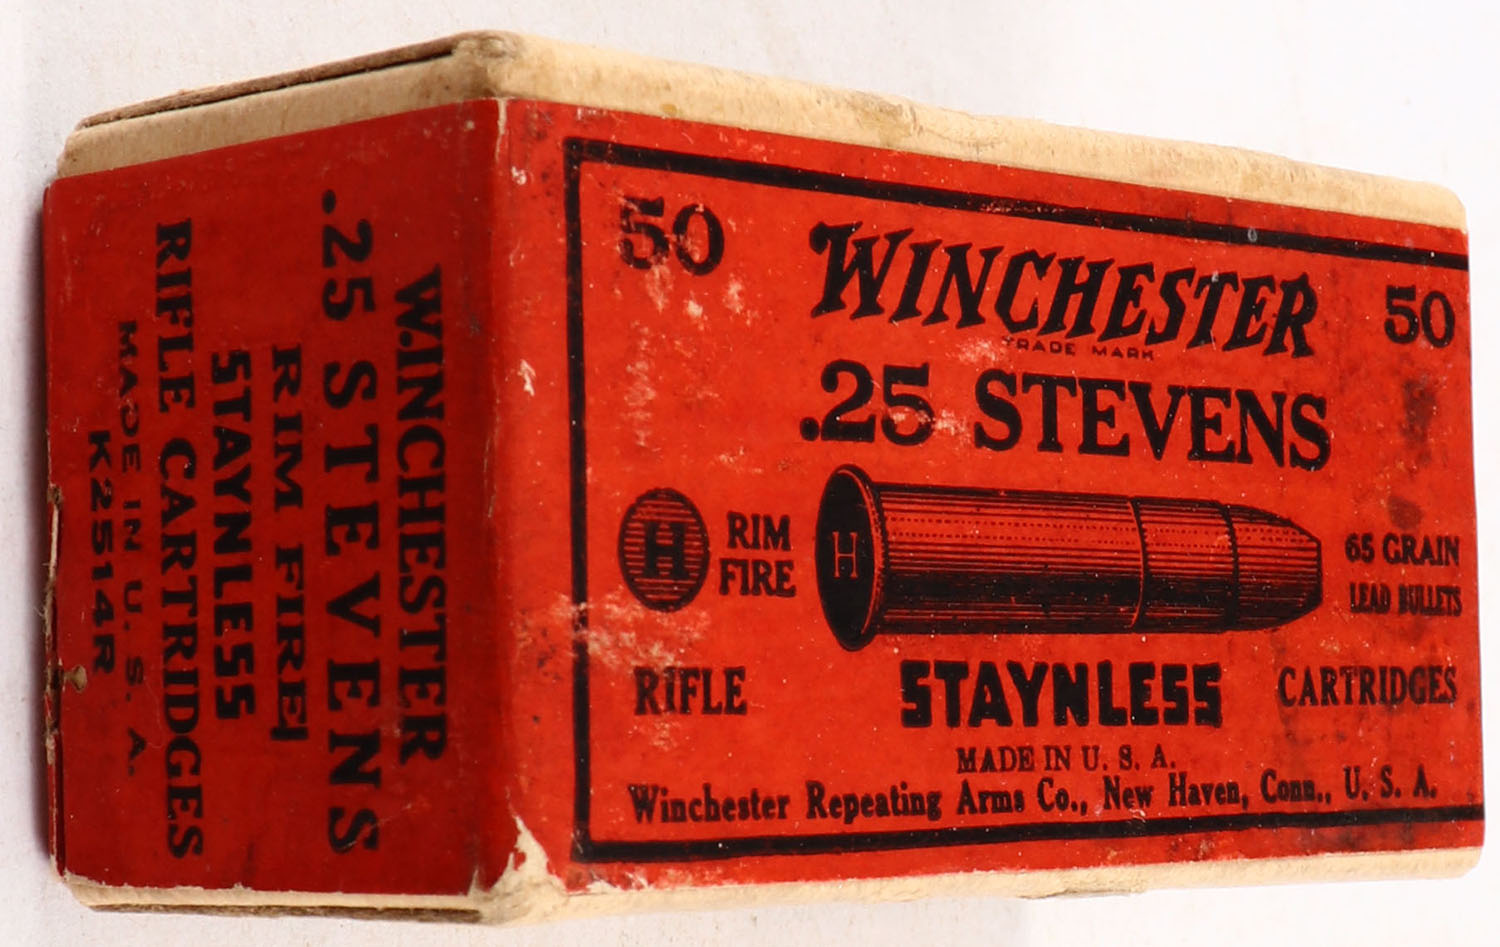 WINCHESTER
.25 STEVENS
RIM FIRE
STAYNLESS
RIFLE CARTRIDGES
MADE IN U. S. A.
K2514R
50 WINCHESTER 50
TRADE MARK
.25 STEVENS
H RIM FIRE H 65 GRAIN
LEAD BULLETS
RIFLE STAYNLESS CARTRIDGES
MADE IN U. S. A.
Winchester Repeating Arms Co., New Haven, Conn., U. S. A.